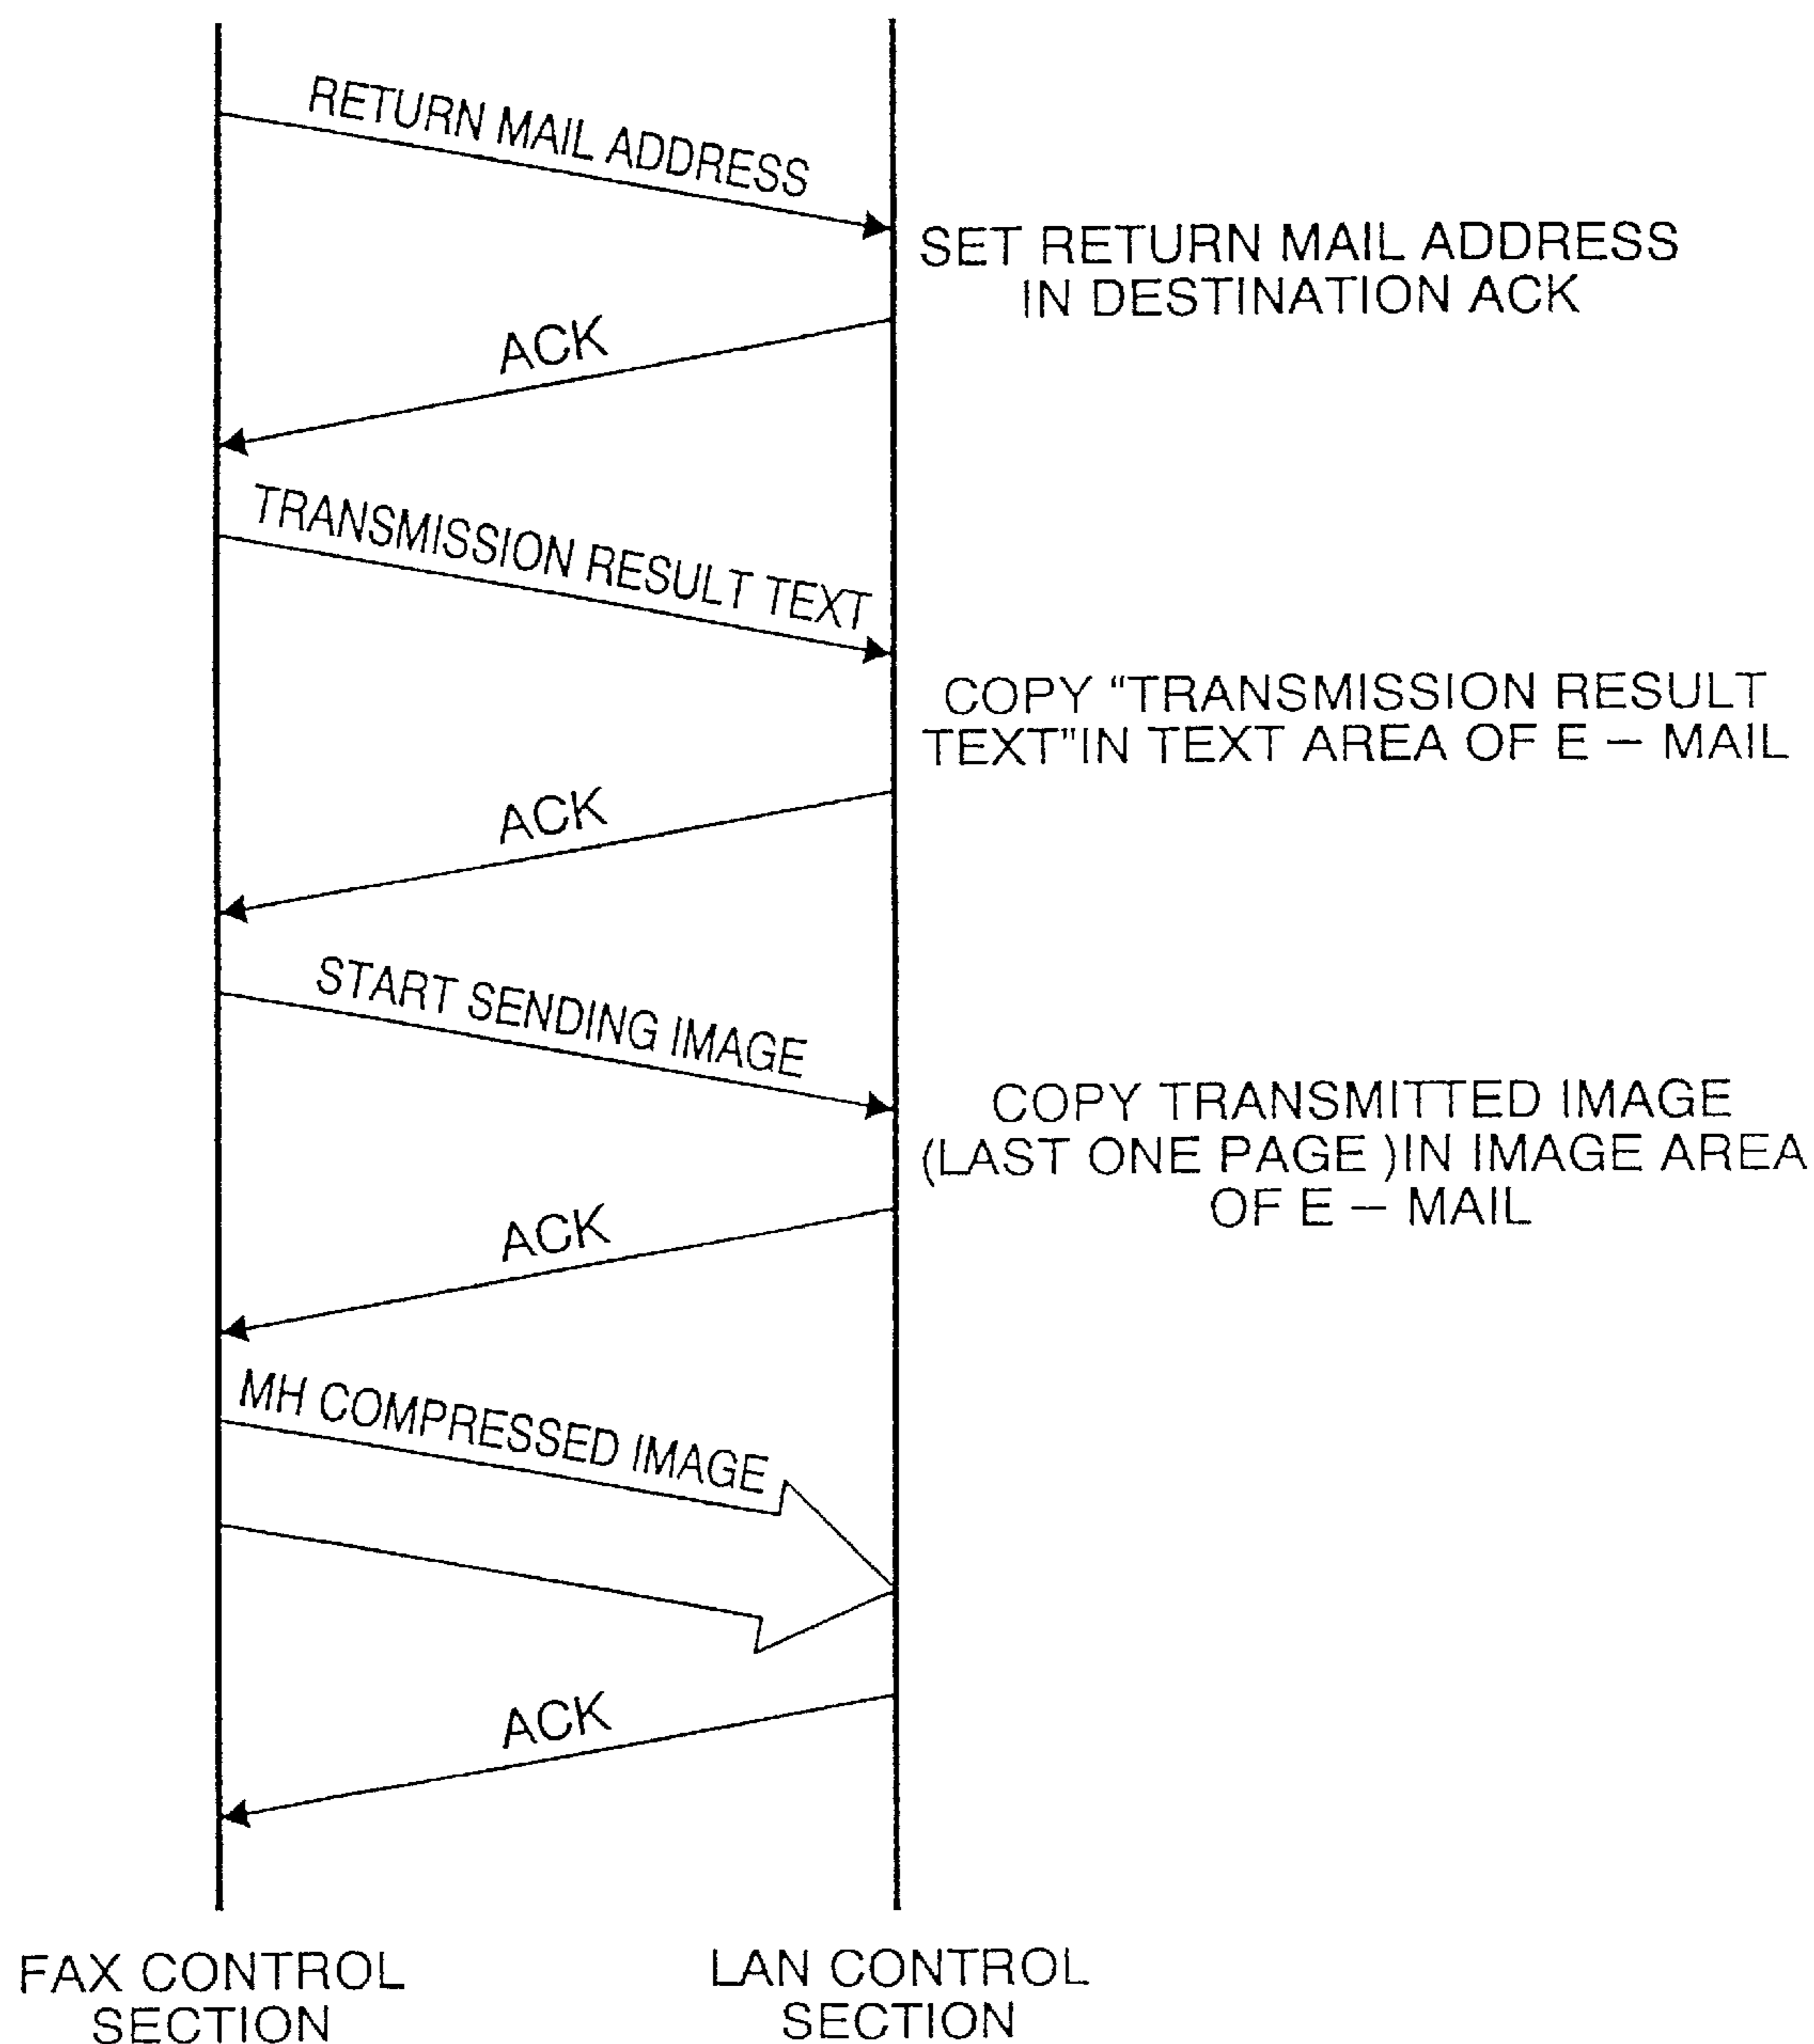 RETURN MAIL ADDRESS
SET RETURN MAIL ADDRESS
IN DESTINATION ACK
ACK
TRANSMISSION RESULT TEXT
COPY “TRANSMISSION RESULT
TEXT"IN TEXT AREA OF E – MAIL
ACK
START SENDING IMAGE
COPY TRANSMITTED IMAGE
(LAST ONE PAGE )IN IMAGE AREA
OF E – MAIL
ACK
MH COMPRESSED IMAGE
ACK
FAX CONTROL
SECTION
LAN CONTROL
SECTION